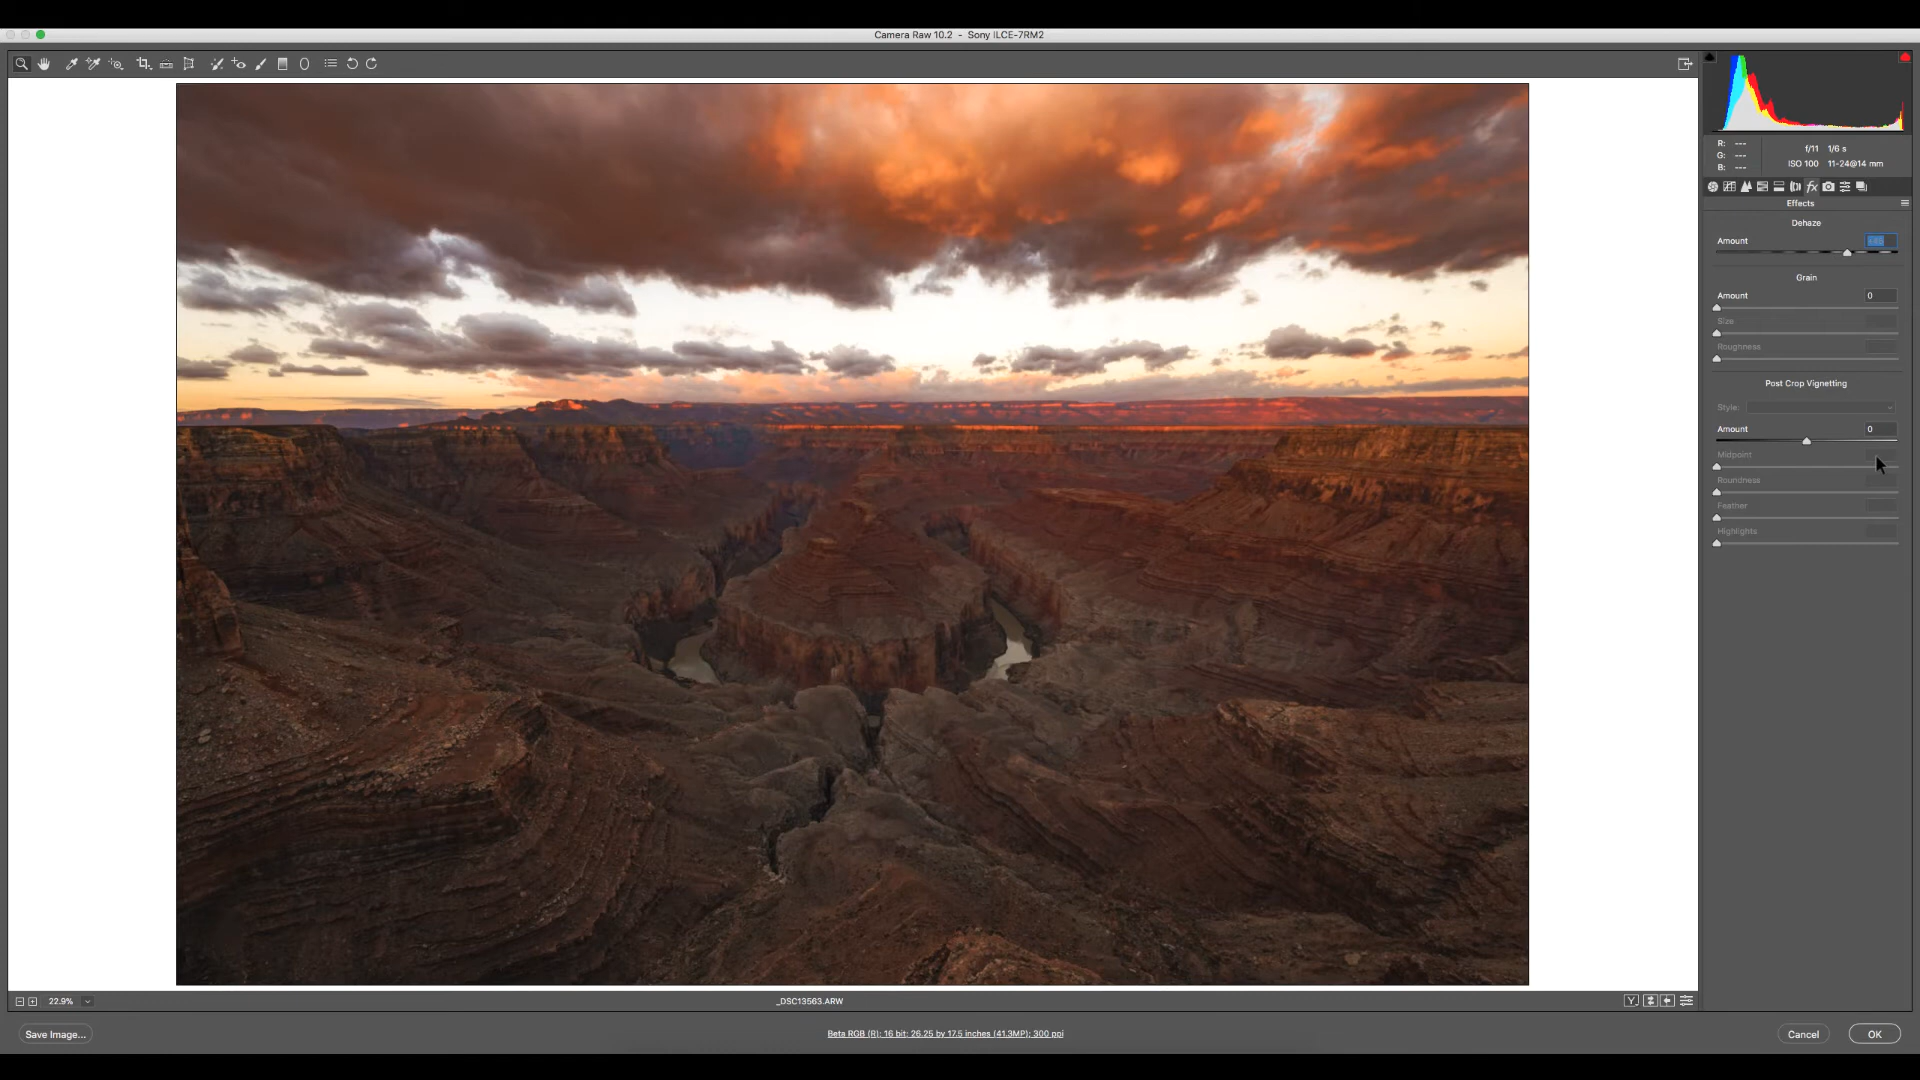 Camera Raw 10.2 - Sony ILCE-7RM2
R: ---
G: ---
B: ---
f/11 1/6 s
ISO 100 11-24@14 mm
fx
Effects
Dehaze
Amount
Grain
Amount 0
Size
Roughness
Post Crop Vignetting
Style:
Amount 0
Midpoint
Roundness
Feather
Highlights
22.9%
_DSC13563.ARW
Y
Save Image...
Beta RGB (R); 16 bit; 26.25 by 17.5 inches (41.3MP); 300 ppi
Cancel
OK